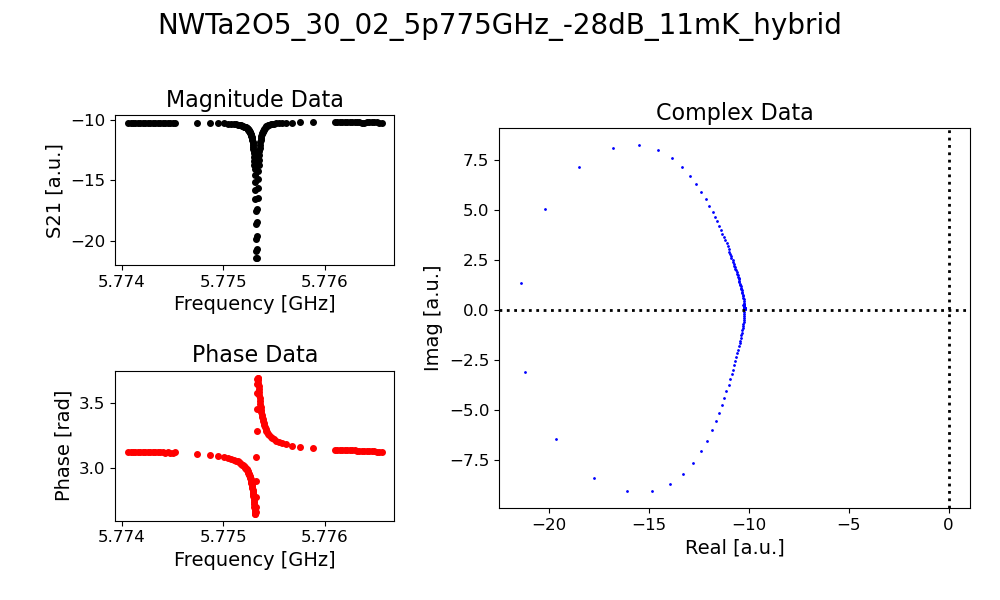 NWTa2O5_30_02_5p775GHz_-28dB_11mK_hybrid
Magnitude Data
S21 [a.u.]
−10
−15
−20
5.774
5.775
5.776
Frequency [GHz]
Phase Data
Phase [rad]
3.5
3.0
5.774
5.775
5.776
Frequency [GHz]
Complex Data
Imag [a.u.]
7.5
5.0
2.5
0.0
−2.5
−5.0
−7.5
−20
−15
−10
−5
0
Real [a.u.]